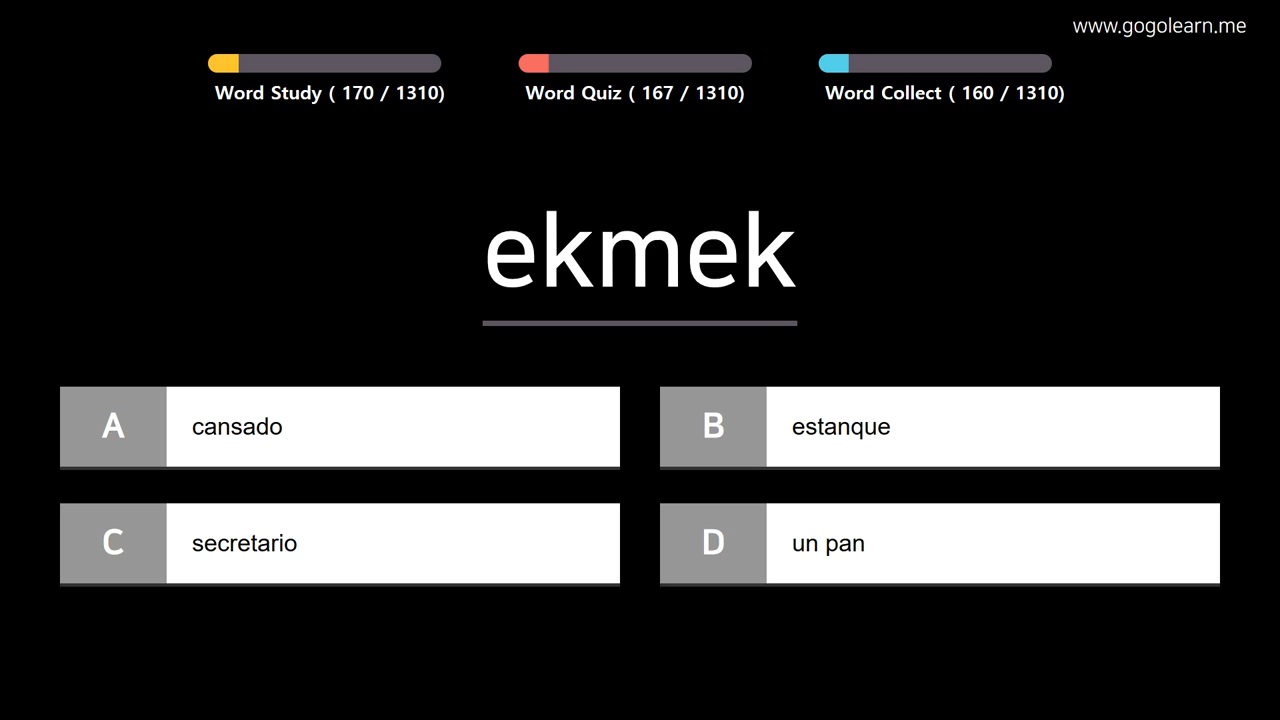 www.gogolearn.me
Word Study ( 170 / 1310)
Word Quiz ( 167 / 1310)
Word Collect ( 160 / 1310)
ekmek
A
cansado
B
estanque
C
secretario
D
un pan